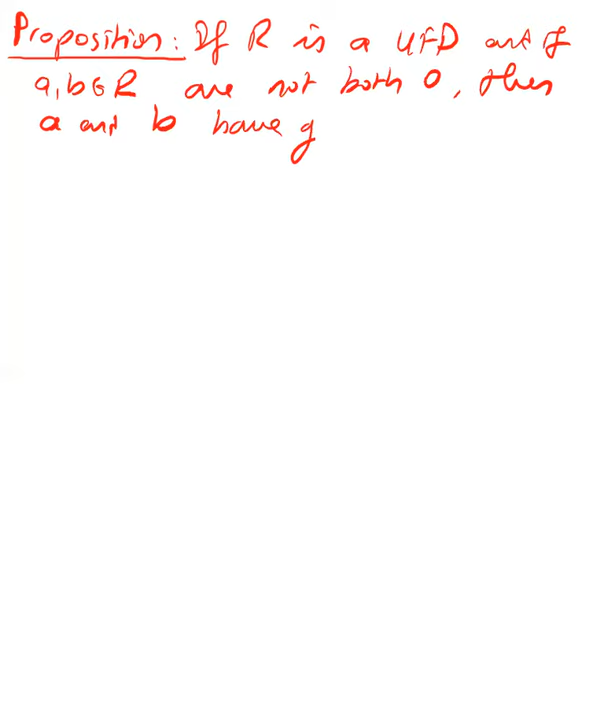 Proposition: If R is a UFD and if
a, b ∈ R are not both 0, then
a and b have g